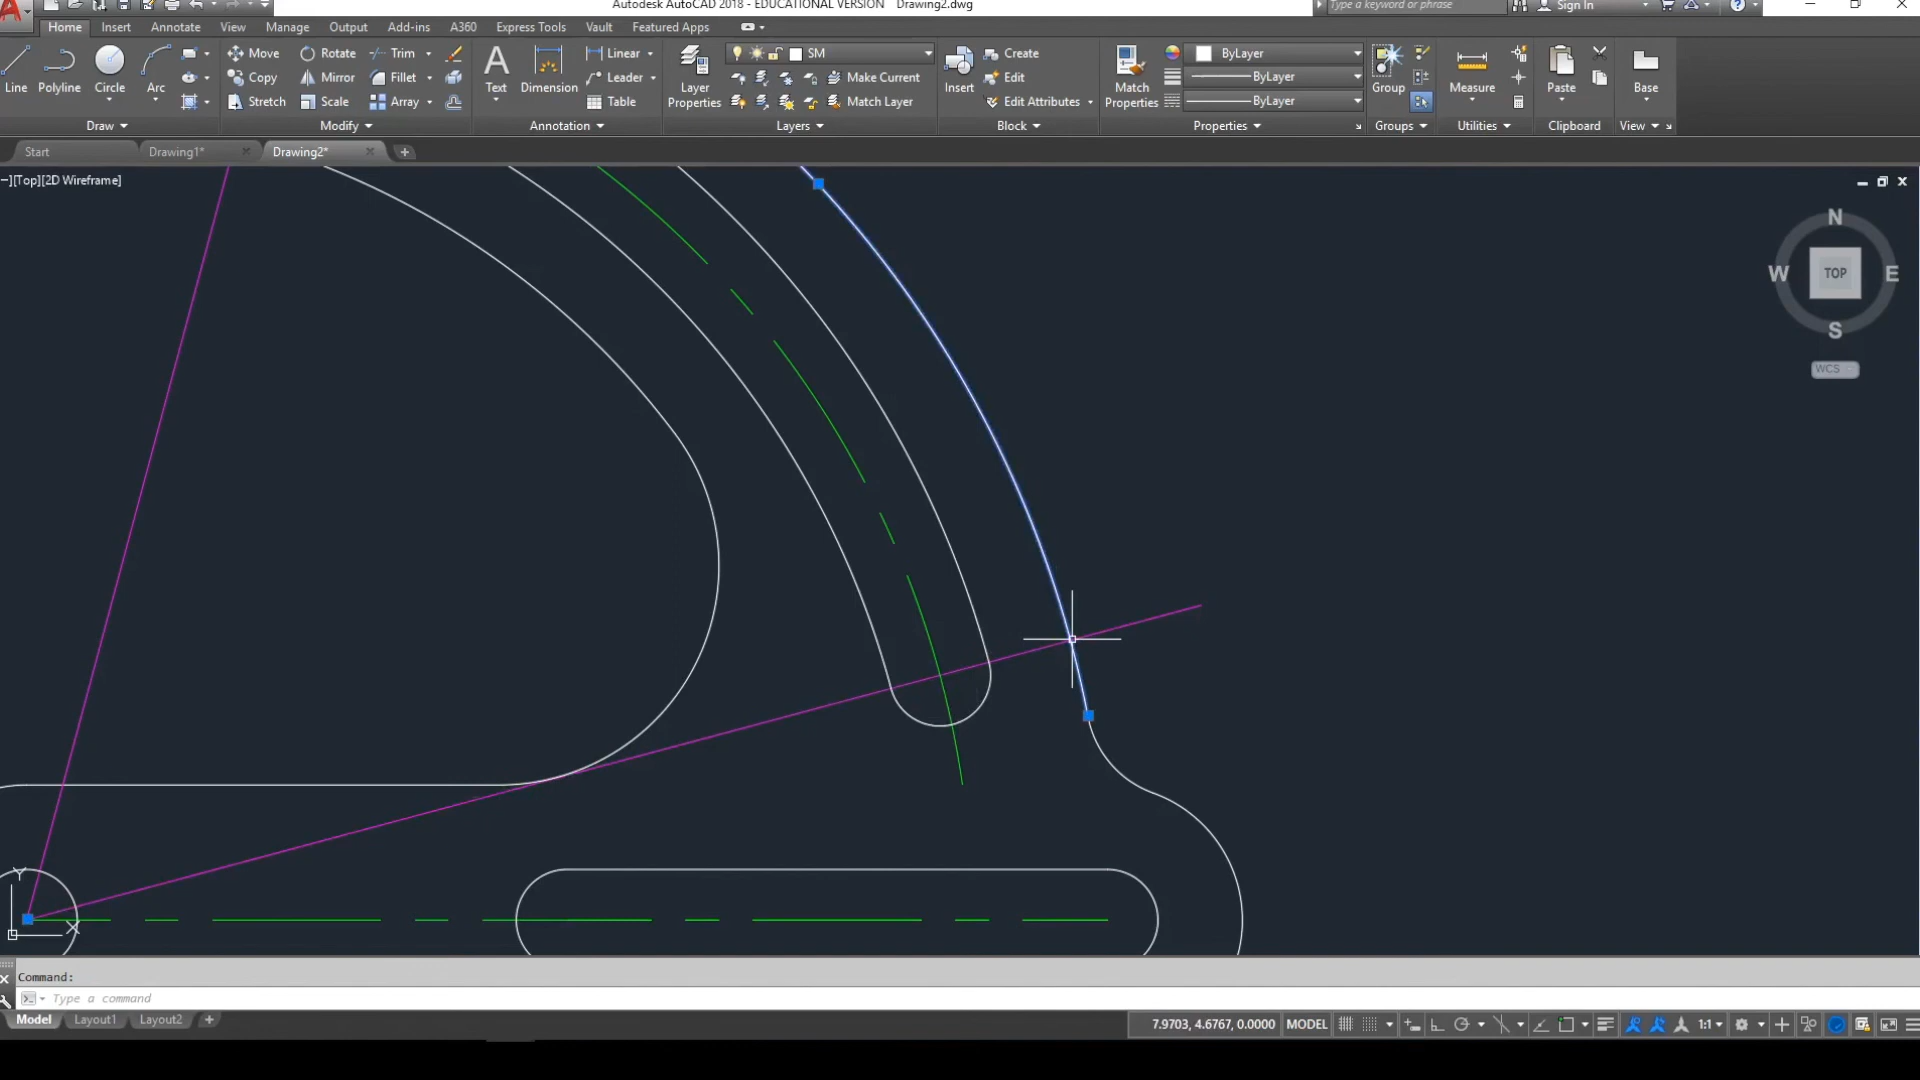 Autodesk AutoCAD 2018 - EDUCATIONAL VERSION Drawing2.dwg
Type a keyword or phrase
Sign In
Home Insert Annotate View Manage Output Add-ins A360 Express Tools Vault Featured Apps
Line Polyline Circle Arc
Move Rotate Trim
Copy Mirror Fillet
Stretch Scale Array
Text Dimension
Linear
Leader
Table
Layer Properties
SM
Make Current
Match Layer
Insert
Create
Edit
Edit Attributes
Match Properties
ByLayer
ByLayer
ByLayer
Group
Measure
Paste
Base
Draw Modify Annotation Layers Block Properties Groups Utilities Clipboard View
Start Drawing1* Drawing2*
−][Top][2D Wireframe]
N
W TOP E
S
WCS
Y
X
Command:
Type a command
Model Layout1 Layout2
7.9703, 4.6767, 0.0000 MODEL 1:1